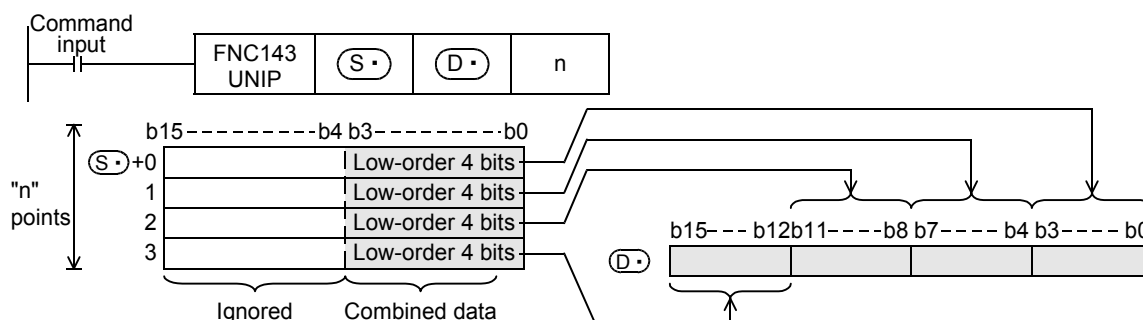 Command
input
FNC143
UNIP
S·
D·
n
b15 b4 b3 b0
"n"
points
S·+0 Low-order 4 bits
1 Low-order 4 bits
2 Low-order 4 bits
3 Low-order 4 bits
Ignored
Combined data
b15 b12 b11 b8 b7 b4 b3 b0
D·